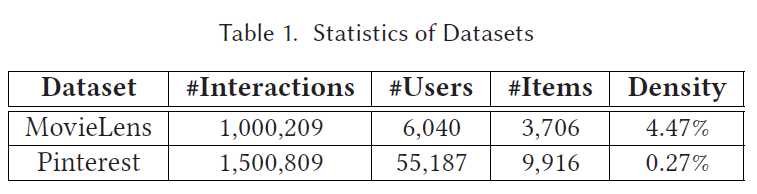 Table 1. Statistics of Datasets
Dataset #Interactions #Users #Items Density
MovieLens 1,000,209 6,040 3,706 4.47%
Pinterest 1,500,809 55,187 9,916 0.27%